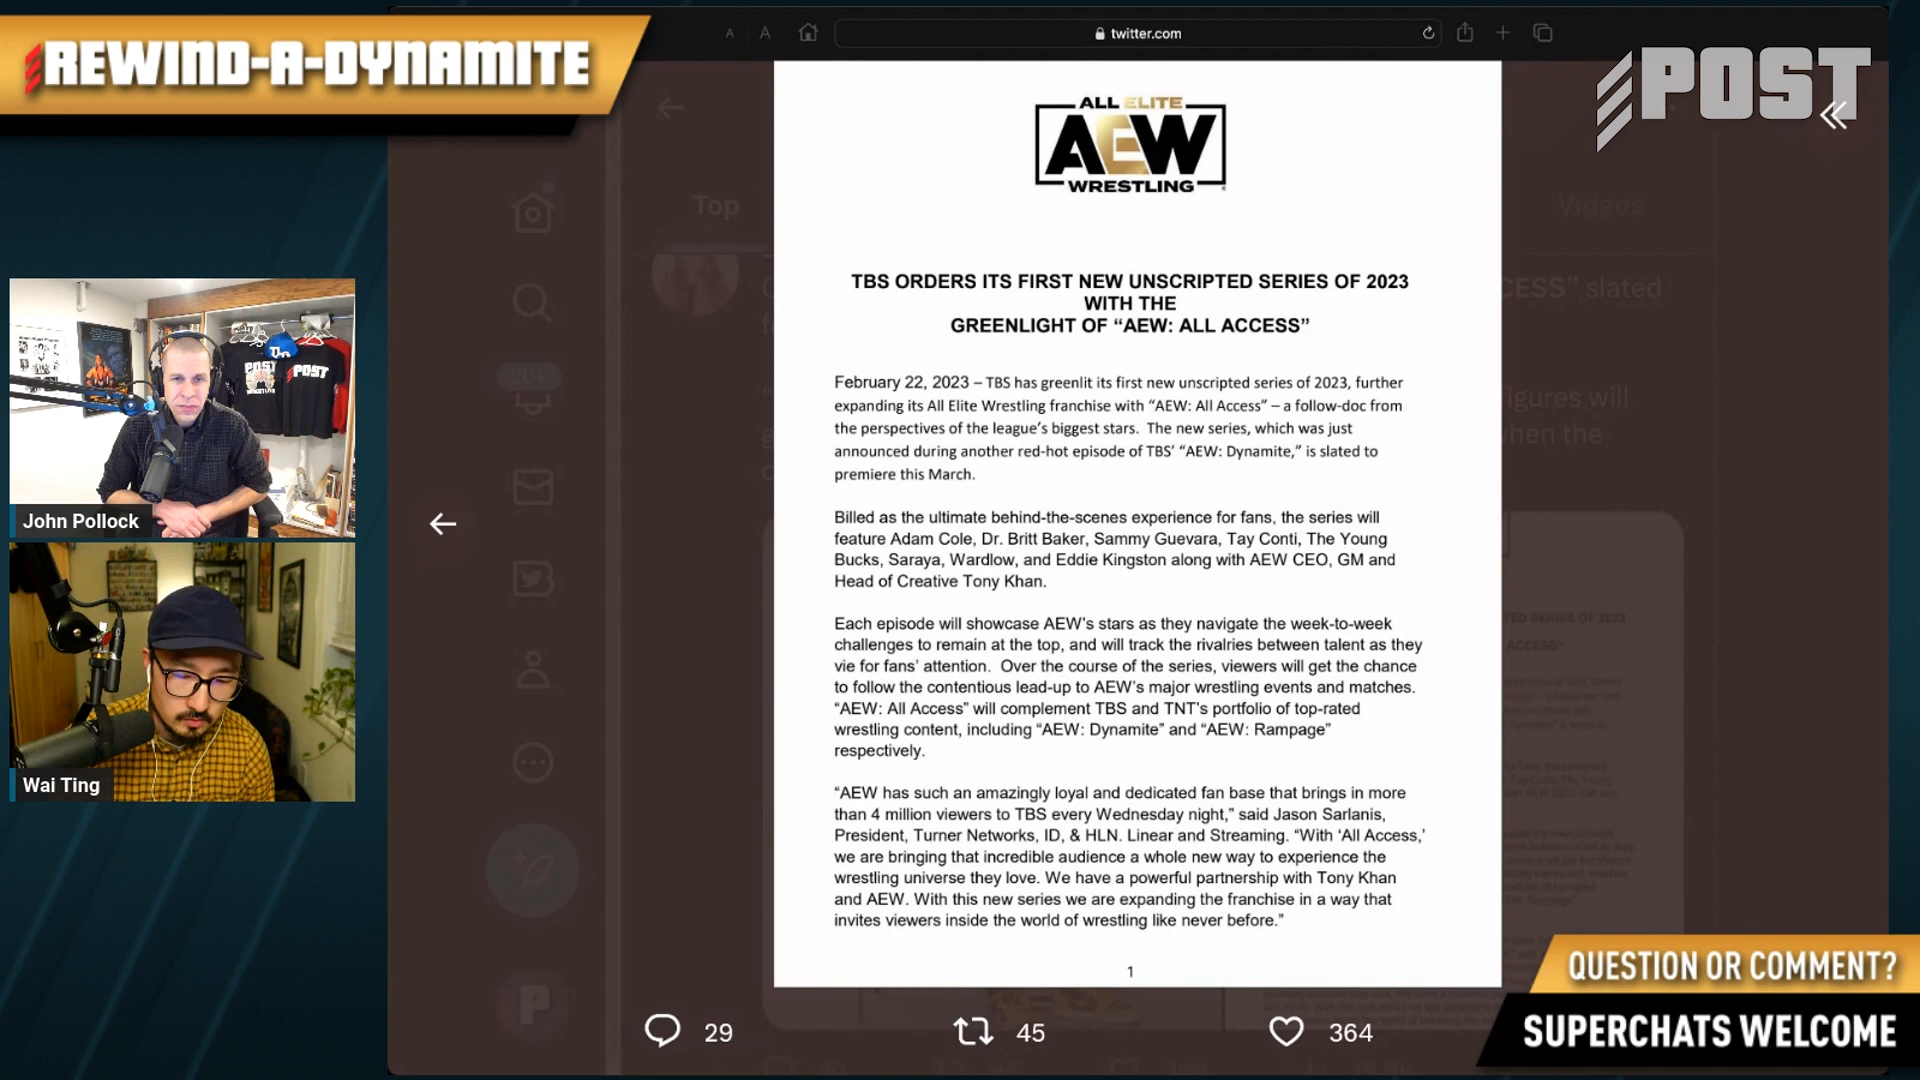 REWIND-A-DYNAMITE
A A twitter.com
POST
ALL ELITE
AEW
WRESTLING
Top
Videos
TBS ORDERS ITS FIRST NEW UNSCRIPTED SERIES OF 2023
WITH THE
GREENLIGHT OF “AEW: ALL ACCESS”
CESS” slated
February 22, 2023 – TBS has greenlit its first new unscripted series of 2023, further
expanding its All Elite Wrestling franchise with “AEW: All Access” – a follow-doc from
the perspectives of the league’s biggest stars.  The new series, which was just
announced during another red-hot episode of TBS’ “AEW: Dynamite,” is slated to
premiere this March.
20+
igures will
hen the
POST
POST
John Pollock
Billed as the ultimate behind-the-scenes experience for fans, the series will
feature Adam Cole, Dr. Britt Baker, Sammy Guevara, Tay Conti, The Young
Bucks, Saraya, Wardlow, and Eddie Kingston along with AEW CEO, GM and
Head of Creative Tony Khan.
Each episode will showcase AEW’s stars as they navigate the week-to-week
challenges to remain at the top, and will track the rivalries between talent as they
vie for fans’ attention.  Over the course of the series, viewers will get the chance
to follow the contentious lead-up to AEW’s major wrestling events and matches.
“AEW: All Access” will complement TBS and TNT’s portfolio of top-rated
wrestling content, including “AEW: Dynamite” and “AEW: Rampage”
respectively.
Wai Ting
“AEW has such an amazingly loyal and dedicated fan base that brings in more
than 4 million viewers to TBS every Wednesday night,” said Jason Sarlanis,
President, Turner Networks, ID, & HLN. Linear and Streaming. “With ‘All Access,’
we are bringing that incredible audience a whole new way to experience the
wrestling universe they love. We have a powerful partnership with Tony Khan
and AEW. With this new series we are expanding the franchise in a way that
invites viewers inside the world of wrestling like never before.”
1
P
29
45
364
QUESTION OR COMMENT?
SUPERCHATS WELCOME